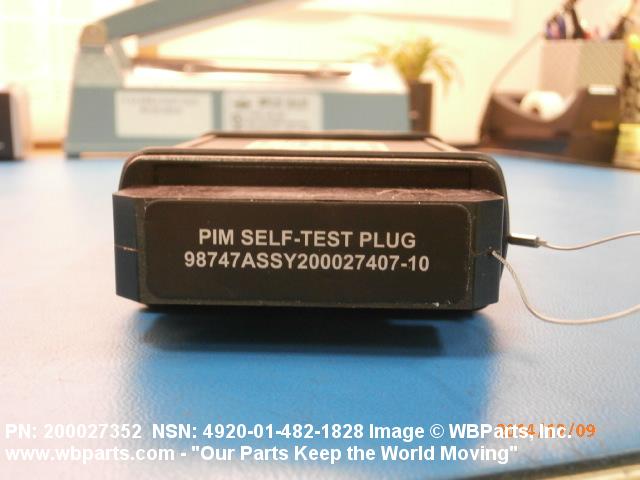 PIM SELF-TEST PLUG
98747ASSY200027407-10
PN: 200027352 NSN: 4920-01-482-1828 Image © WBParts, Inc.
www.wbparts.com - "Our Parts Keep the World Moving"